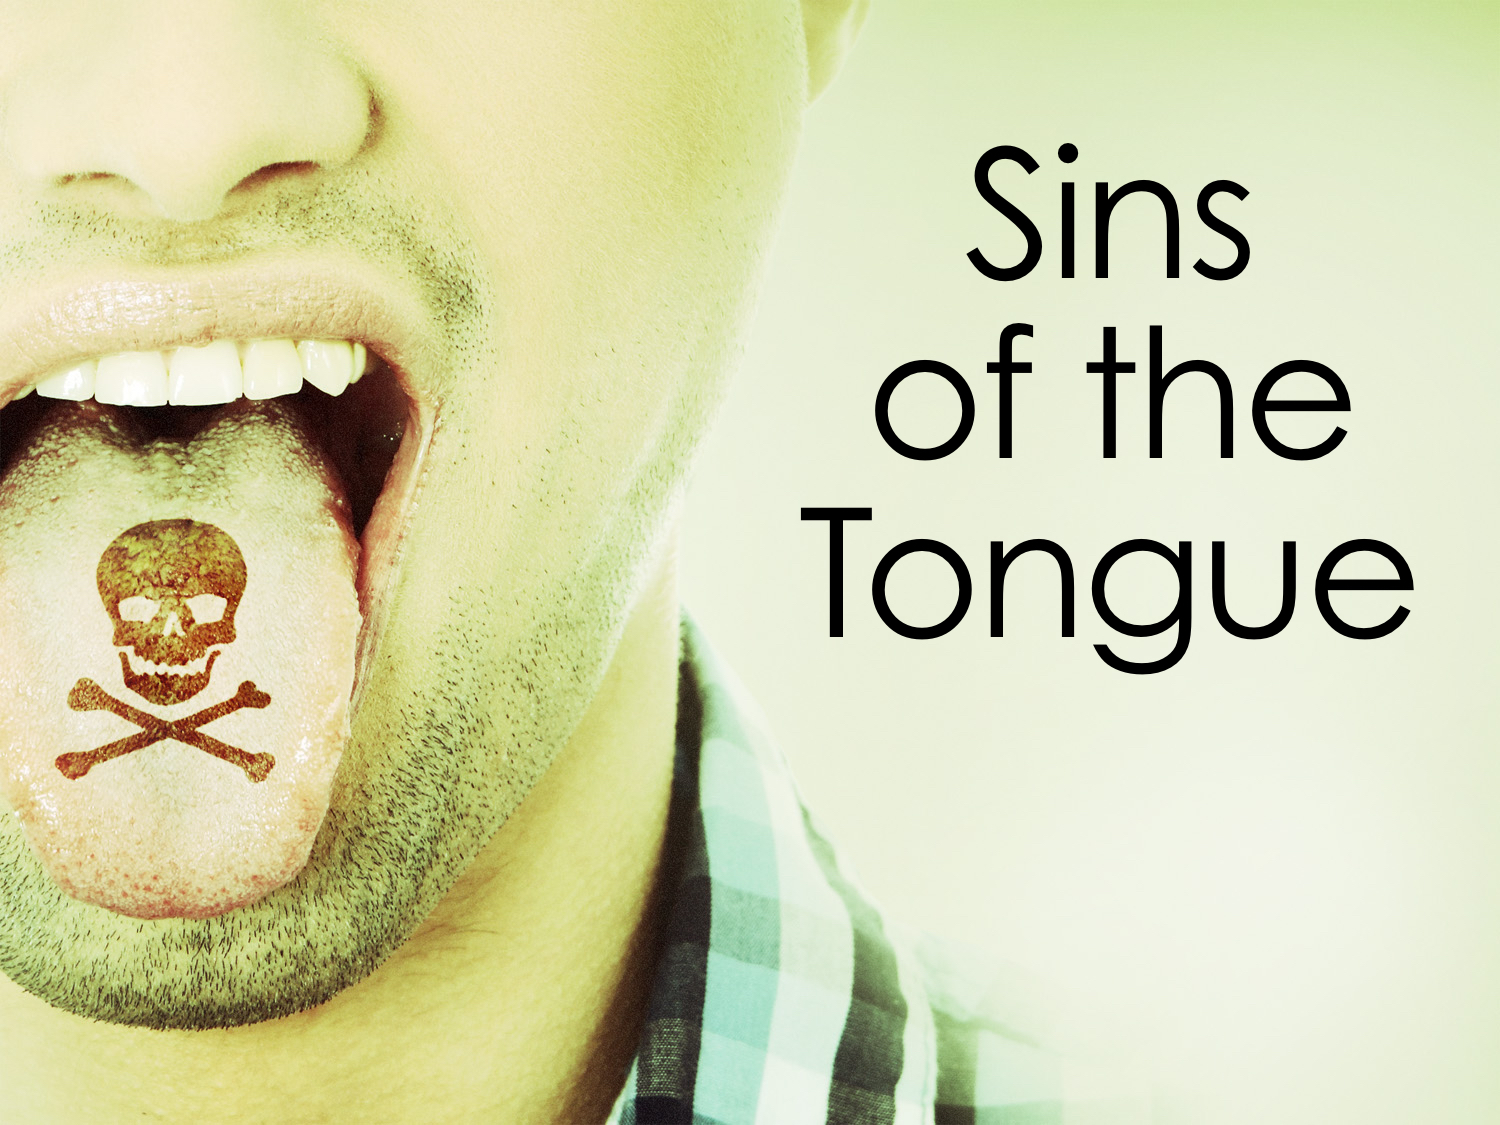 Sins
of the
Tongue